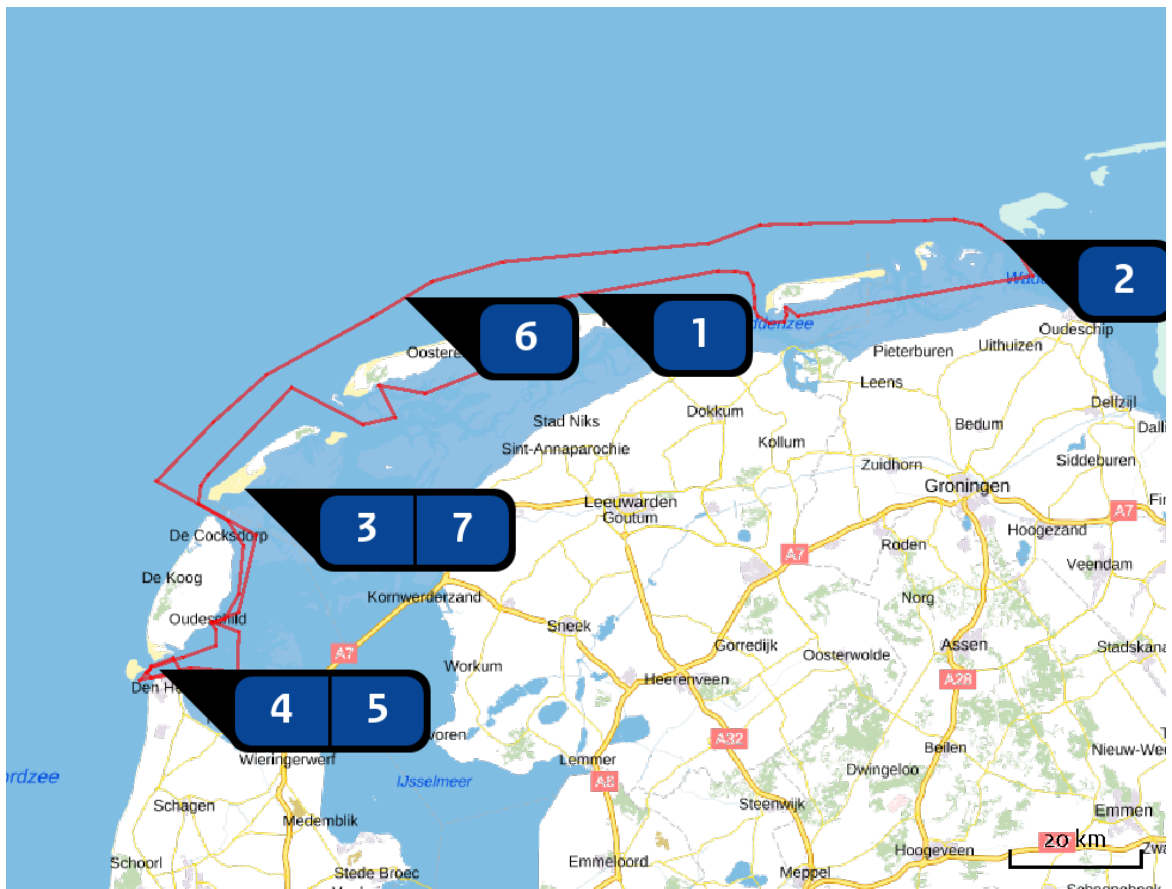 2
Oudeschip
6
1
Uithuizen
Pieterburen
Leens
Delfzijl
Dokkum
Stad Niks
Bedum
Kollum
Sint-Annaparochie
Zuidhorn
Siddeburen
Groningen
Leeuwarden
Goutum
A7
3
7
Hoogezand
De Cocksdorp
Roden
A7
Veendam
De Koog
Kornwerderzand
Norg
Oudeschild
Sneek
Gorredijk
Assen
Oosterwolde
A7
Workum
Heerenveen
A28
4
5
A32
Beilen
Wieringerwerf
Lemmer
Dwingeloo
IJsselmeer
A6
Schagen
Steenwijk
Emmen
Medemblik
20 km
Hoogeveen
Schoorl
Emmeloord
Stede Broec
Meppel